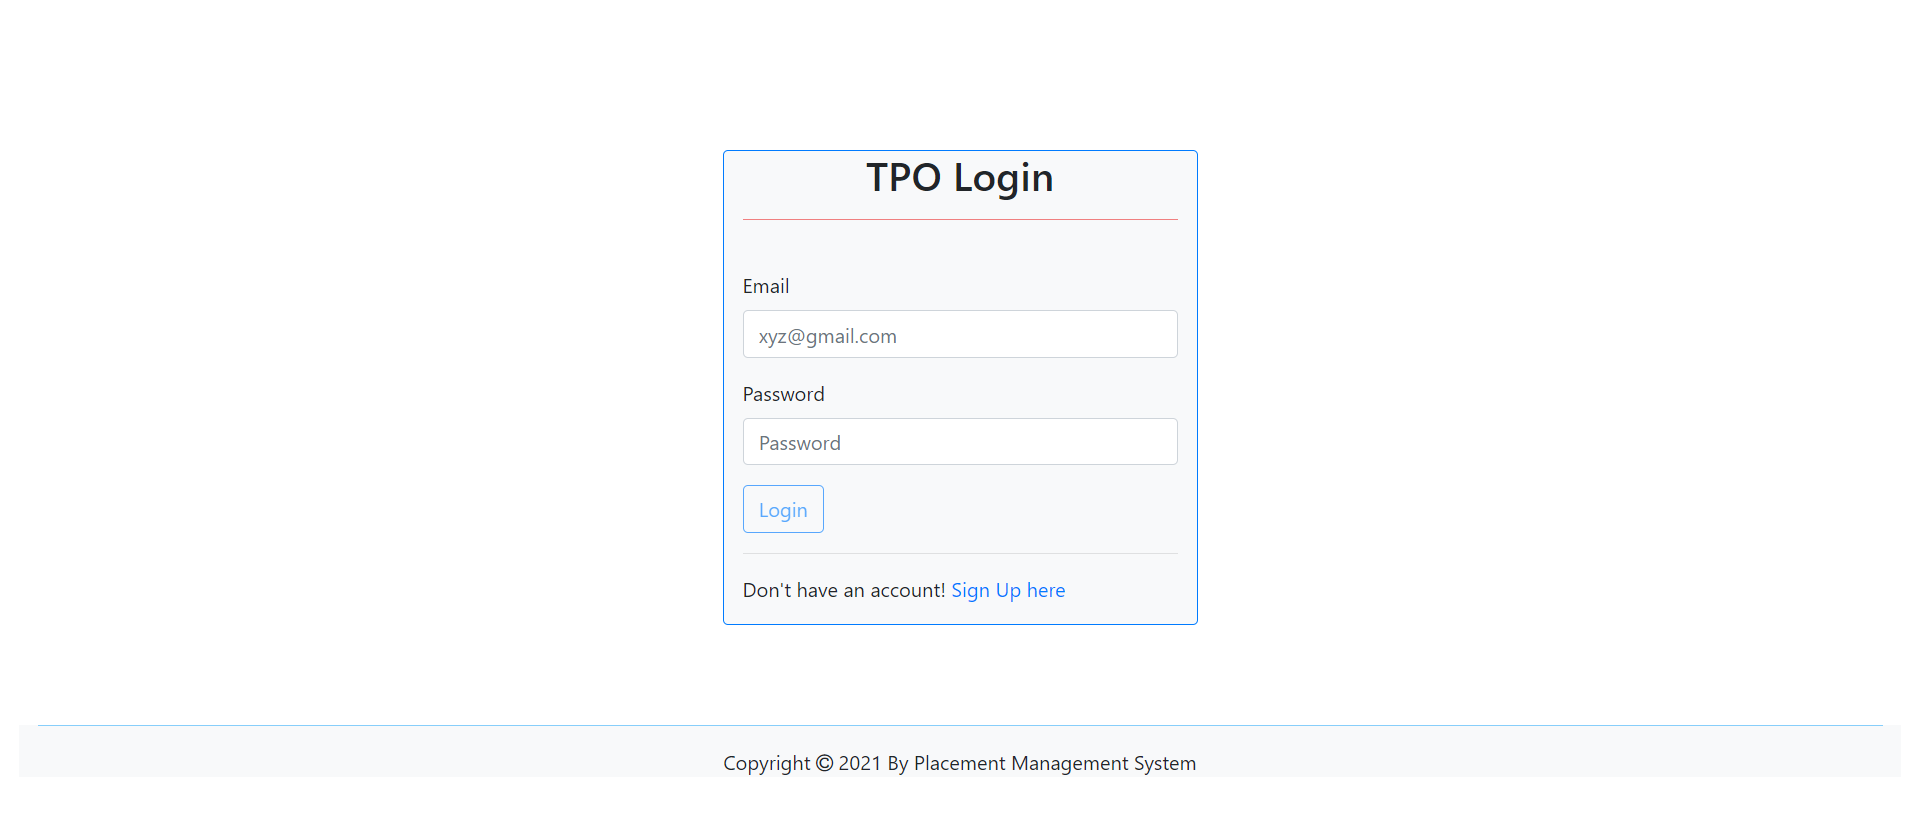 TPO Login
Email
xyz@gmail.com
Password
Password
Login
Don't have an account! Sign Up here
Copyright © 2021 By Placement Management System